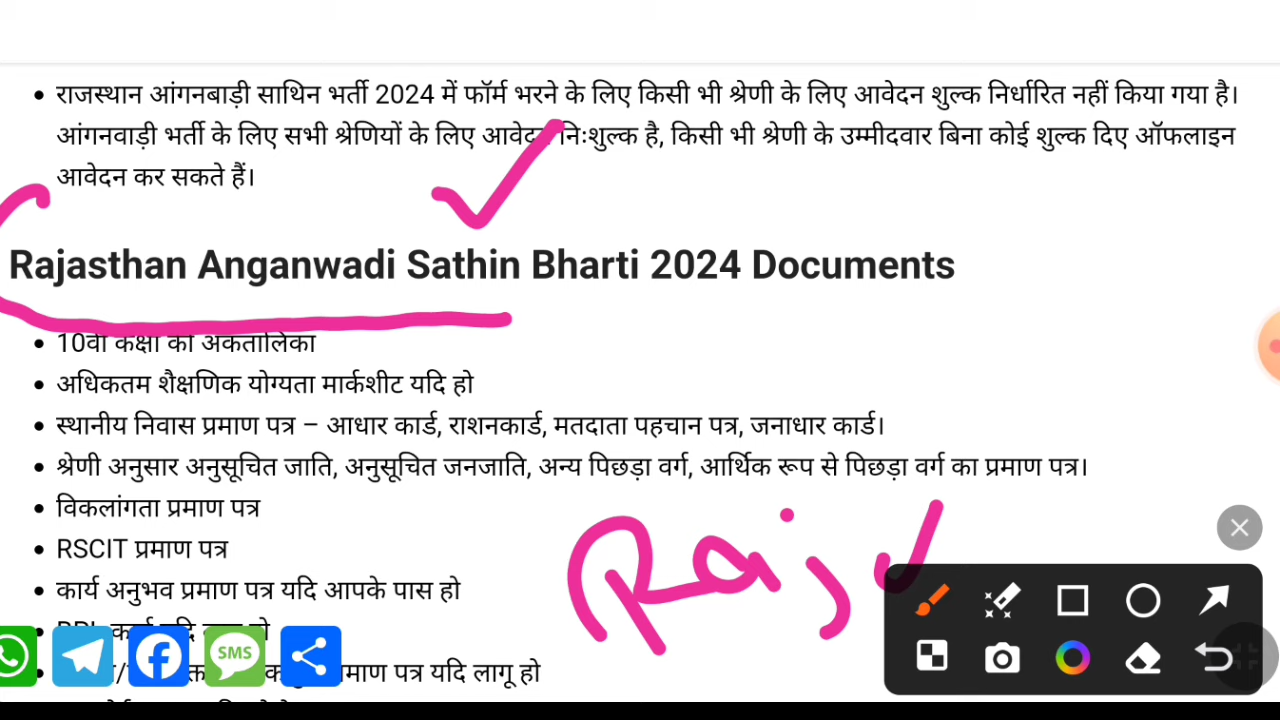 राजस्थान आंगनबाड़ी साथिन भर्ती 2024 में फॉर्म भरने के लिए किसी भी श्रेणी के लिए आवेदन शुल्क निर्धारित नहीं किया गया है।
आंगनवाड़ी भर्ती के लिए सभी श्रेणियों के लिए आवेदन निःशुल्क है, किसी भी श्रेणी के उम्मीदवार बिना कोई शुल्क दिए ऑफलाइन
आवेदन कर सकते हैं।
Rajasthan Anganwadi Sathin Bharti 2024 Documents
10वीं कक्षा की अंकतालिका
अधिकतम शैक्षणिक योग्यता मार्कशीट यदि हो
स्थानीय निवास प्रमाण पत्र – आधार कार्ड, राशनकार्ड, मतदाता पहचान पत्र, जनाधार कार्ड।
श्रेणी अनुसार अनुसूचित जाति, अनुसूचित जनजाति, अन्य पिछड़ा वर्ग, आर्थिक रूप से पिछड़ा वर्ग का प्रमाण पत्र।
विकलांगता प्रमाण पत्र
RSCIT प्रमाण पत्र
कार्य अनुभव प्रमाण पत्र यदि आपके पास हो
हो
पत्र यदि लागू हो
Raj
SMS